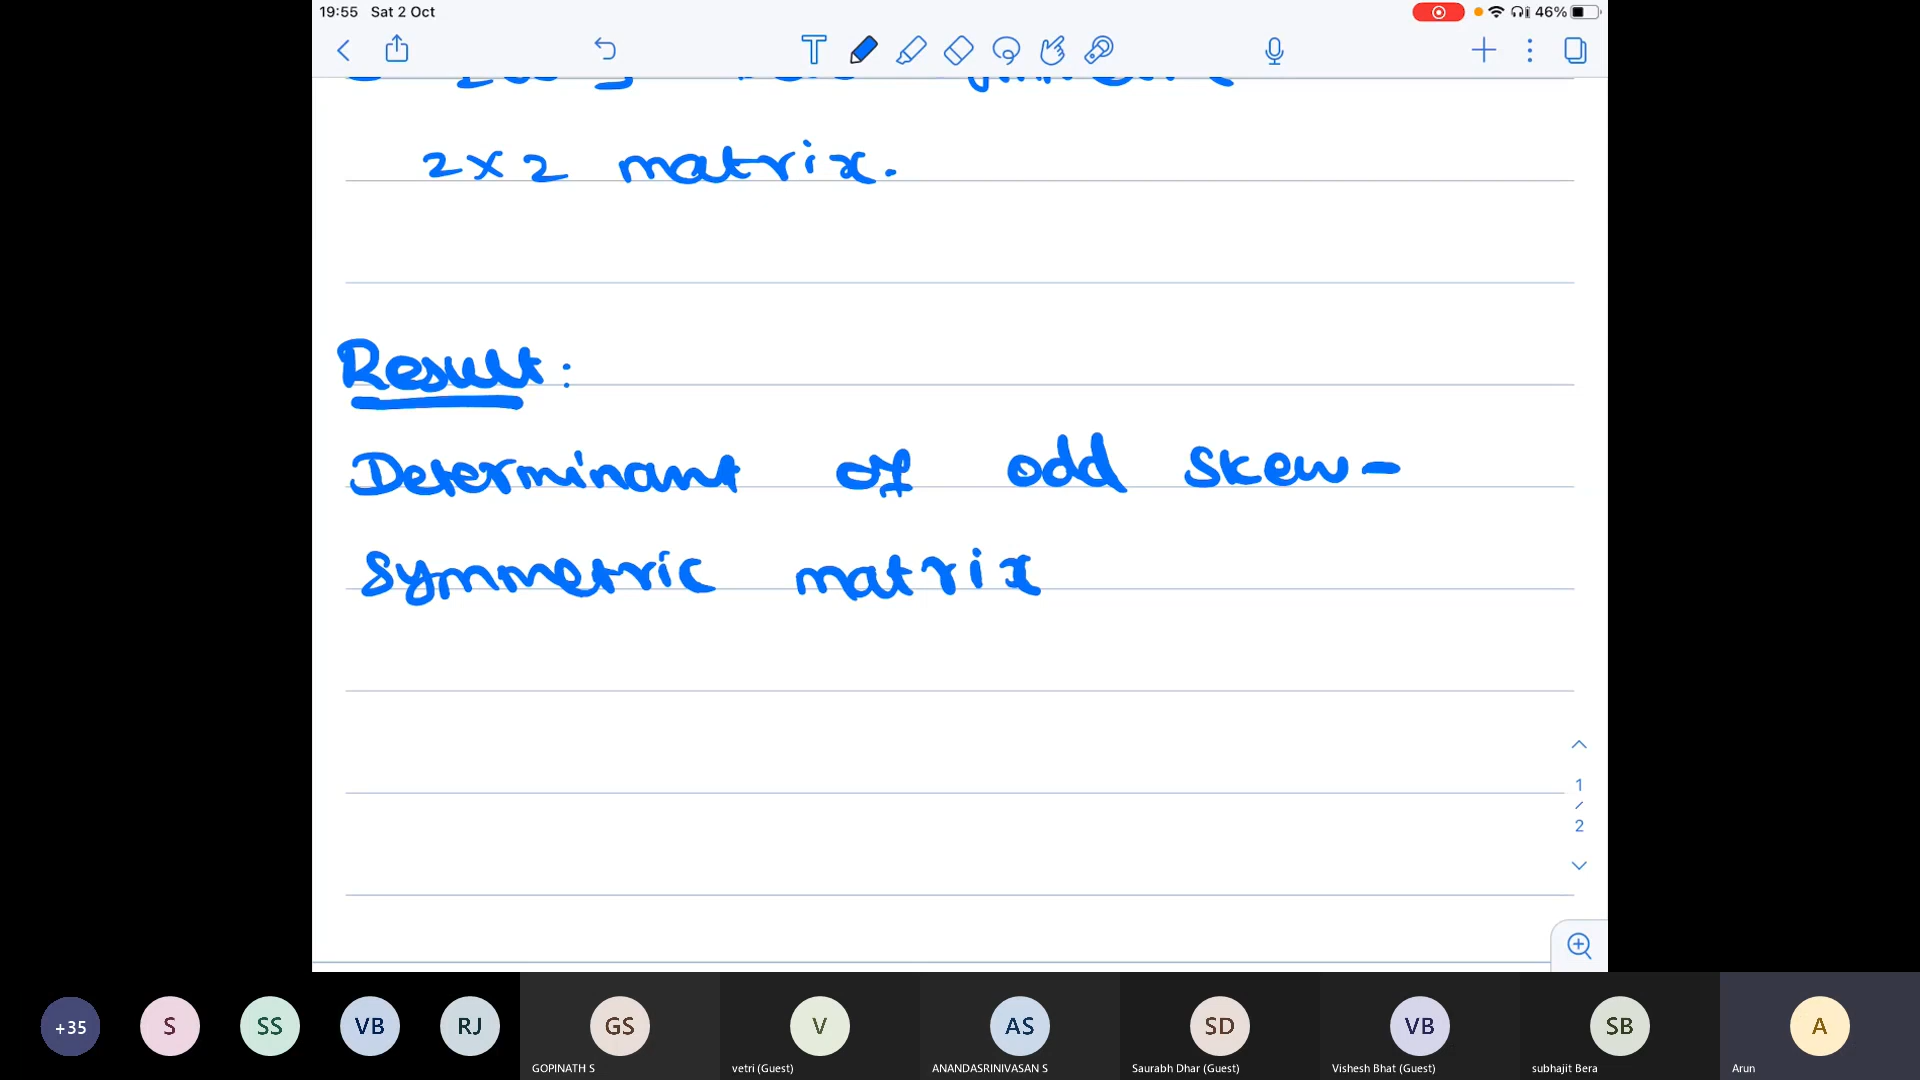 19:55 Sat 2 Oct 46%
2x2 matrix.
Result:
Determinant of odd skew-
symmetric matrix
1
/
2
+35 S SS VB RJ GS V AS SD VB SB A
GOPINATH S vetri (Guest) ANANDASRINIVASAN S Saurabh Dhar (Guest) Vishesh Bhat (Guest) subhajit Bera Arun